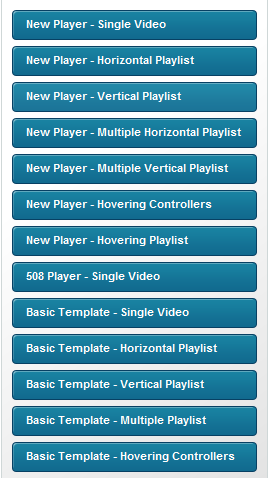 New Player - Single Video
New Player - Horizontal Playlist
New Player - Vertical Playlist
New Player - Multiple Horizontal Playlist
New Player - Multiple Vertical Playlist
New Player - Hovering Controllers
New Player - Hovering Playlist
508 Player - Single Video
Basic Template - Single Video
Basic Template - Horizontal Playlist
Basic Template - Vertical Playlist
Basic Template - Multiple Playlist
Basic Template - Hovering Controllers